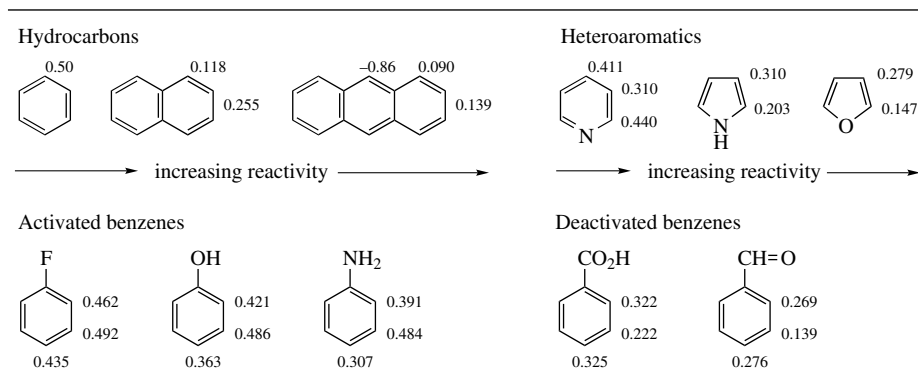 Hydrocarbons
Heteroaromatics
0.50
0.118
0.255
–0.86
0.090
0.139
0.411
0.310
0.440
N
0.310
0.203
N
H
0.279
0.147
O
increasing reactivity
increasing reactivity
Activated benzenes
Deactivated benzenes
F
0.462
0.492
0.435
OH
0.421
0.486
0.363
NH2
0.391
0.484
0.307
CO2H
0.322
0.222
0.325
CH=O
0.269
0.139
0.276